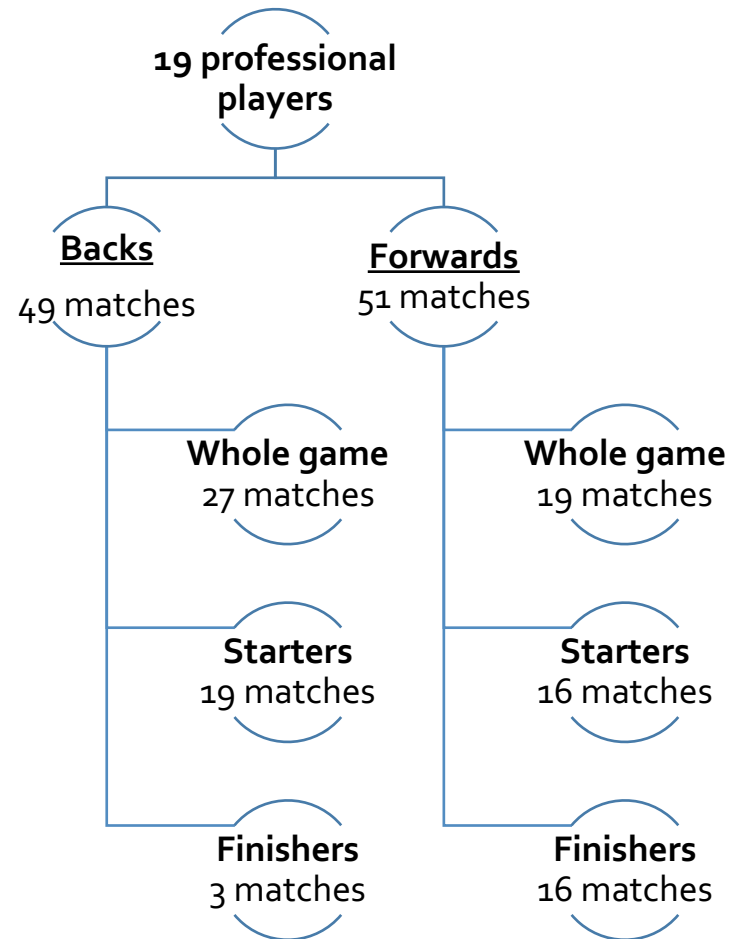 19 professional
players
Backs
49 matches
Forwards
51 matches
Whole game
27 matches
Whole game
19 matches
Starters
19 matches
Starters
16 matches
Finishers
3 matches
Finishers
16 matches